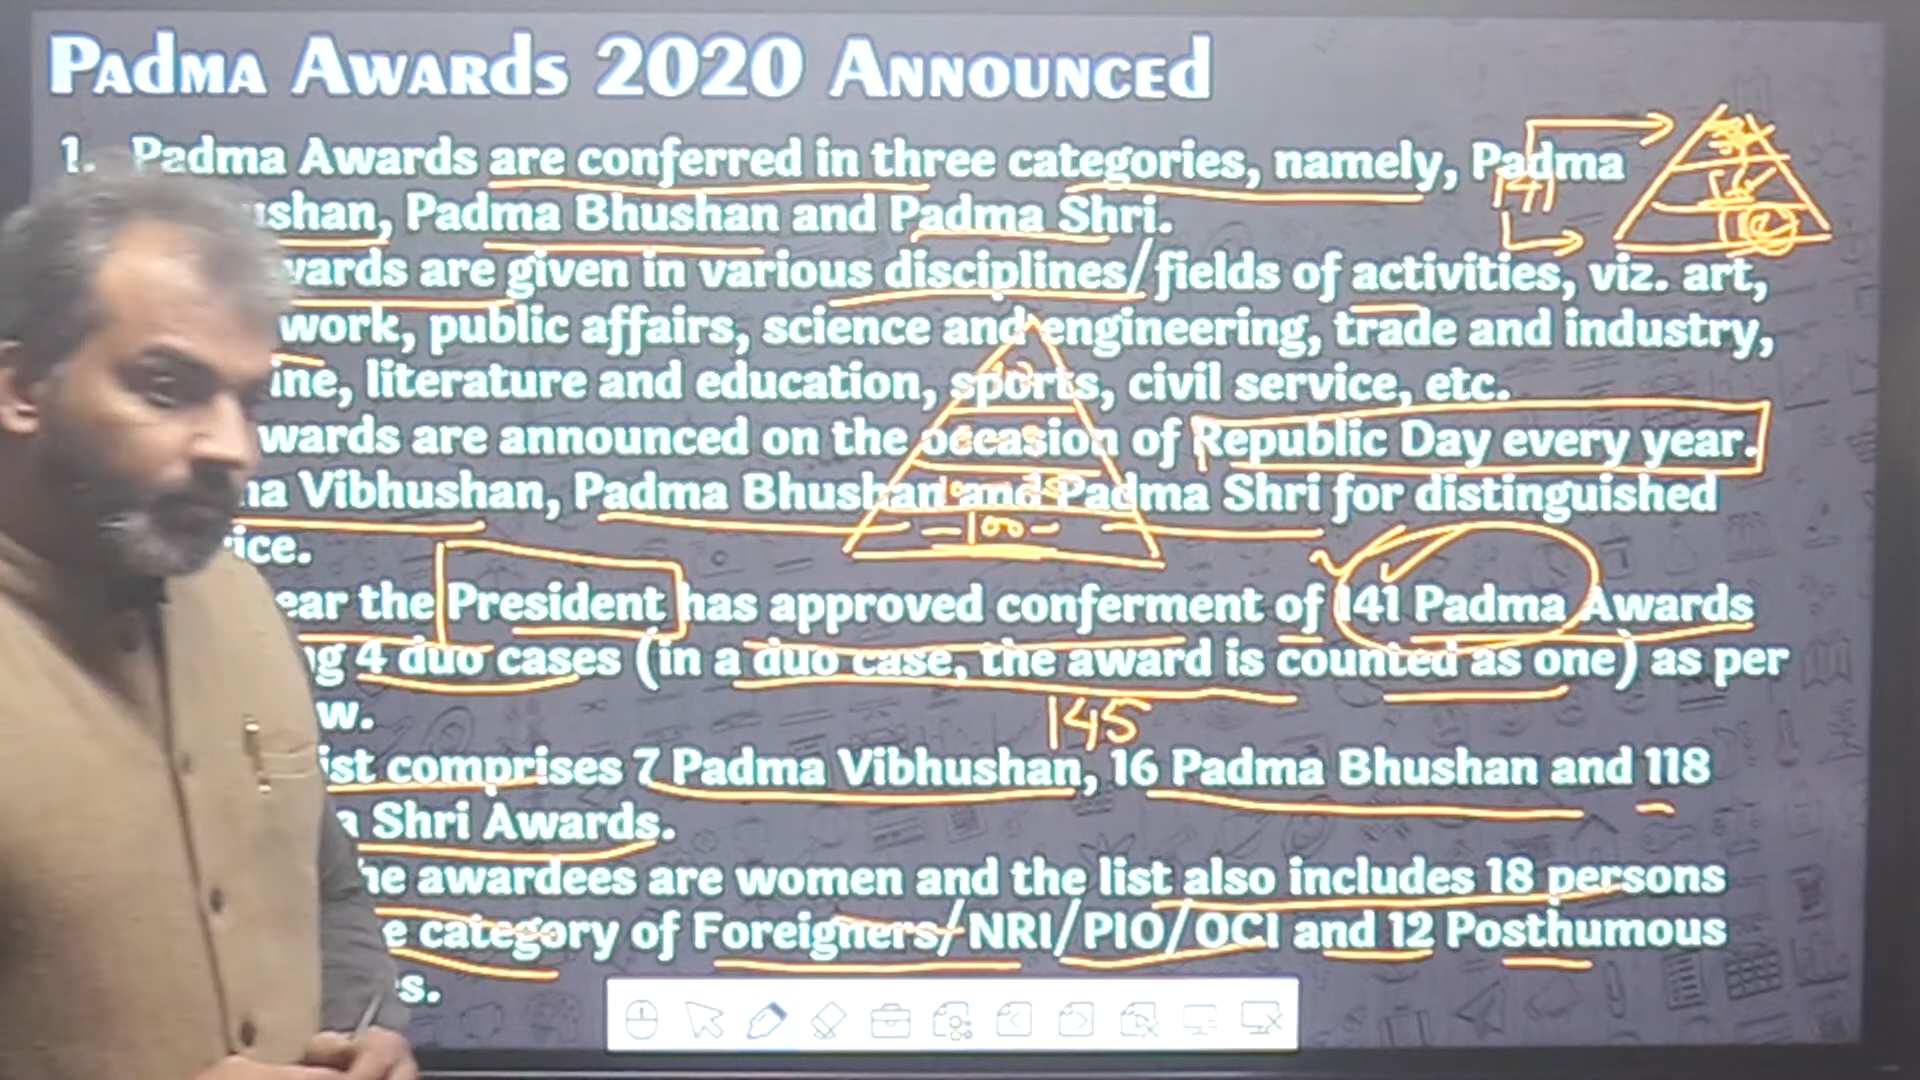 PADMA AWARDS 2020 ANNOUNCED
1. Padma Awards are conferred in three categories, namely, Padma
ushan, Padma Bhushan and Padma Shri.
141
wards are given in various disciplines/fields of activities, viz. art,
work, public affairs, science and engineering, trade and industry,
ine, literature and education, sports, civil service, etc.
wards are announced on the occasion of Republic Day every year.
na Vibhushan, Padma Bhushan and Padma Shri for distinguished
ice.
100
ear the President has approved conferment of 141 Padma Awards
ng 4 duo cases (in a duo case, the award is counted as one) as per
w.
145
ist comprises 7 Padma Vibhushan, 16 Padma Bhushan and 118
a Shri Awards.
he awardees are women and the list also includes 18 persons
e category of Foreigners/NRI/PIO/OCI and 12 Posthumous
s.